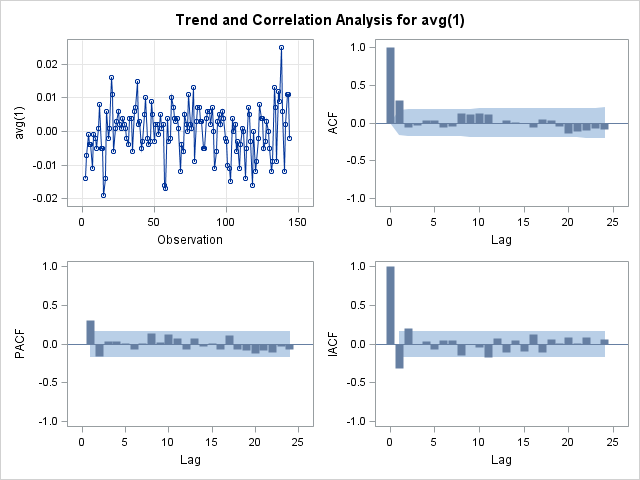 Trend and Correlation Analysis for avg(1)
0.02
0.01
0.00
-0.01
-0.02
avg(1)
0 50 100 150
Observation
1.0
0.5
0.0
-0.5
-1.0
ACF
0 5 10 15 20 25
Lag
1.0
0.5
0.0
-0.5
-1.0
PACF
0 5 10 15 20 25
Lag
1.0
0.5
0.0
-0.5
-1.0
IACF
0 5 10 15 20 25
Lag